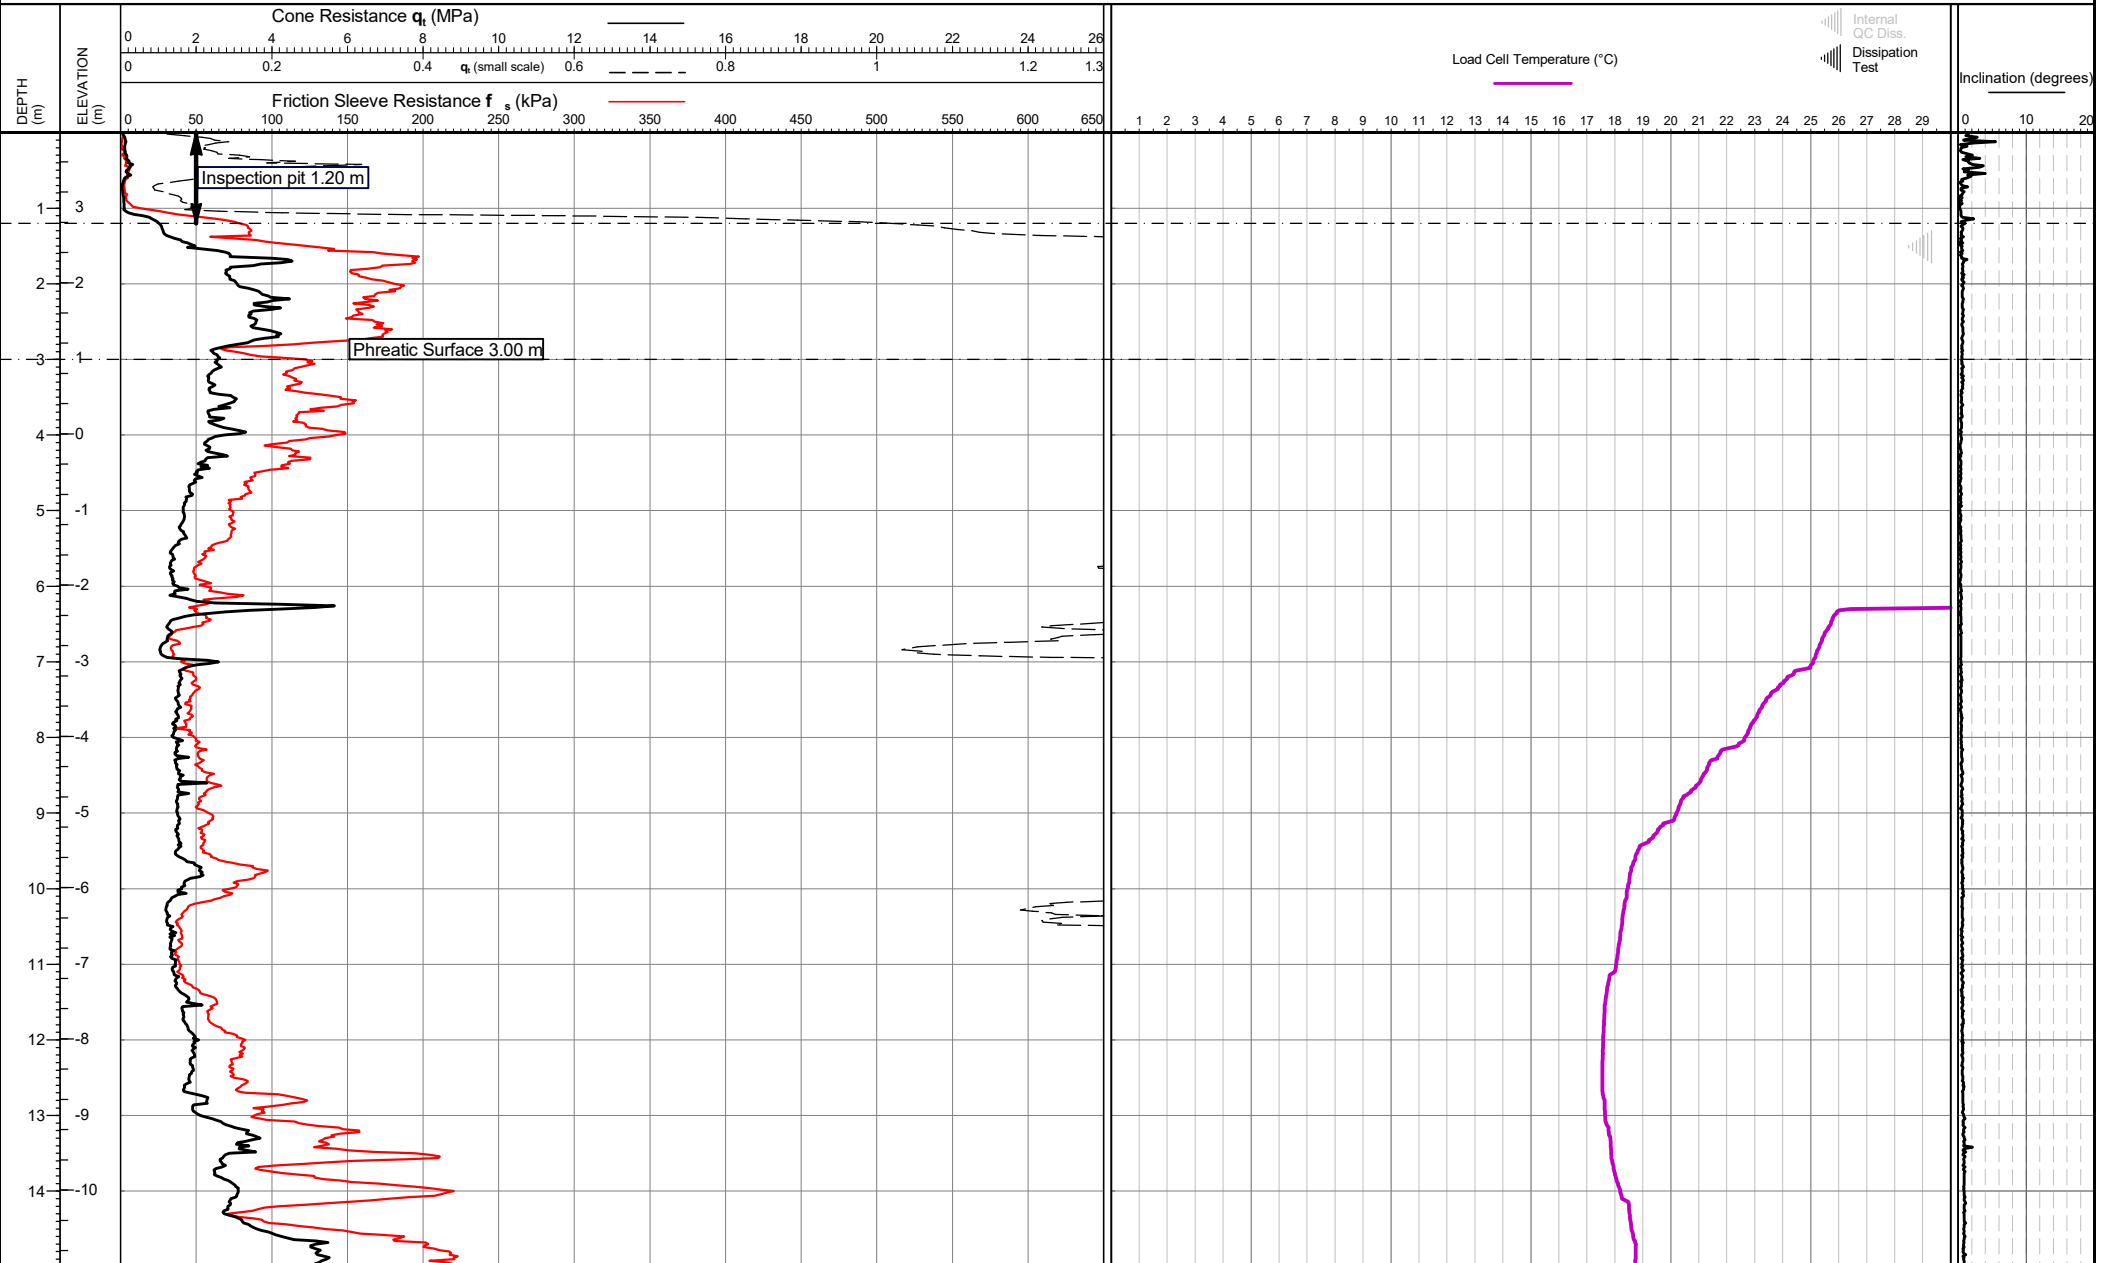 Cone Resistance qt (MPa)
0 2 4 6 8 10 12 14 16 18 20 22 24 26
0 0.2 0.4 qt (small scale) 0.6 0.8 1 1.2 1.3
Friction Sleeve Resistance f s (kPa)
0 50 100 150 200 250 300 350 400 450 500 550 600 650
DEPTH
(m)
ELEVATION
(m)
Load Cell Temperature (°C)
1 2 3 4 5 6 7 8 9 10 11 12 13 14 15 16 17 18 19 20 21 22 23 24 25 26 27 28 29
Internal
QC Diss.
Dissipation
Test
Inclination (degrees)
0 10 20
Inspection pit 1.20 m
1 3
2 2
Phreatic Surface 3.00 m
3 1
4 0
5 -1
6 -2
7 -3
8 -4
9 -5
10 -6
11 -7
12 -8
13 -9
14 -10